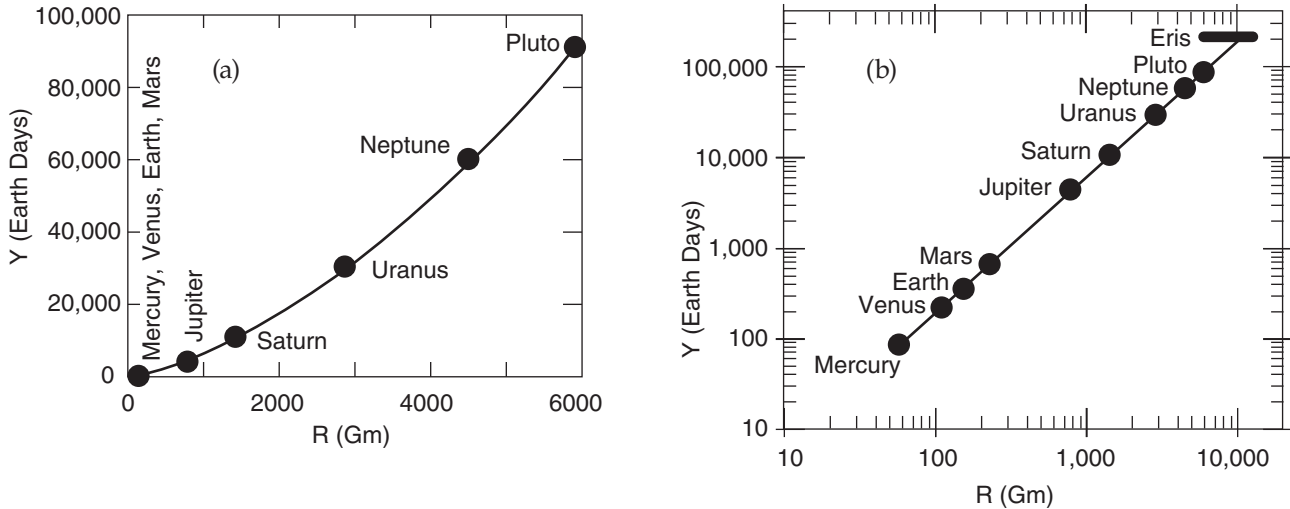 (a)
Y (Earth Days)
100,000
80,000
60,000
40,000
20,000
0
Mercury, Venus, Earth, Mars
Jupiter
Saturn
Uranus
Neptune
Pluto
0
2000
4000
6000
R (Gm)
(b)
Y (Earth Days)
100,000
10,000
1,000
100
10
Eris
Pluto
Neptune
Uranus
Saturn
Jupiter
Mars
Earth
Venus
Mercury
10
100
1,000
10,000
R (Gm)